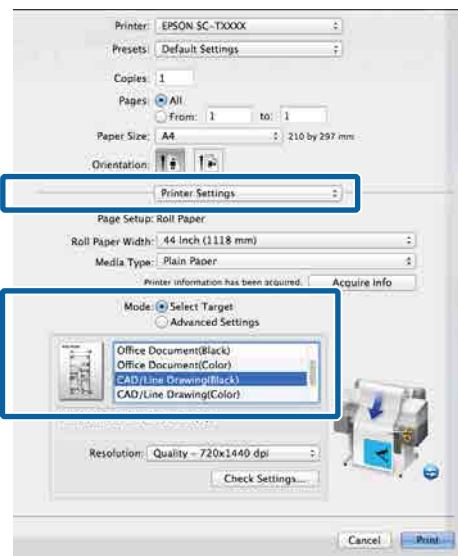 Printer: EPSON SC-TXXXX
Presets: Default Settings
Copies: 1
Pages: All
From: 1 to: 1
Paper Size: A4 210 by 297 mm
Orientation:
Printer Settings
Page Setup: Roll Paper
Roll Paper Width: 44 Inch (1118 mm)
Media Type: Plain Paper
Printer information has been acquired. Acquire Info
Mode: Select Target
Advanced Settings
Office Document(Black)
Office Document(Color)
CAD/Line Drawing(Black)
CAD/Line Drawing(Color)
Resolution: Quality - 720x1440 dpi
Check Settings...
Cancel Print